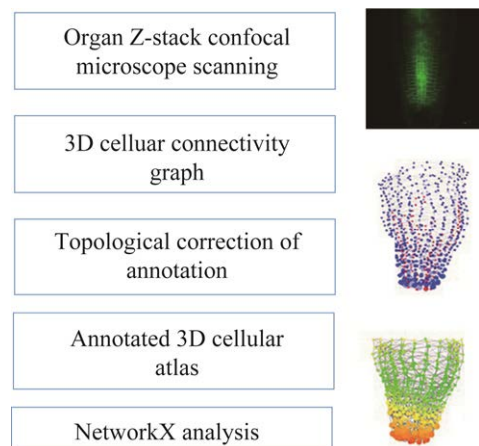 Organ Z-stack confocal
microscope scanning
3D celluar connectivity
graph
Topological correction of
annotation
Annotated 3D cellular
atlas
NetworkX analysis